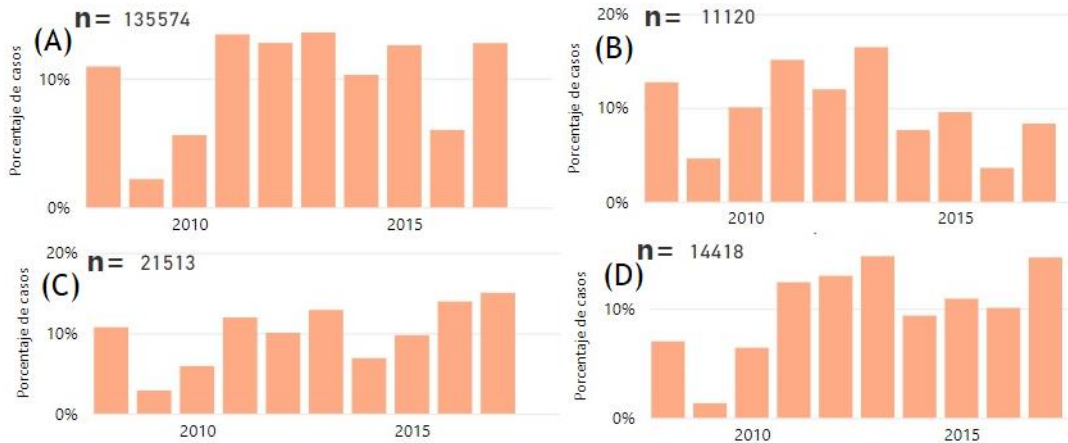 (A)
n= 135574
Porcentaje de casos
10%
0%
2010
2015
(B)
n= 11120
Porcentaje de casos
20%
10%
0%
2010
2015
(C)
n= 21513
Porcentaje de casos
20%
10%
0%
2010
2015
(D)
n= 14418
Porcentaje de casos
10%
0%
2010
2015